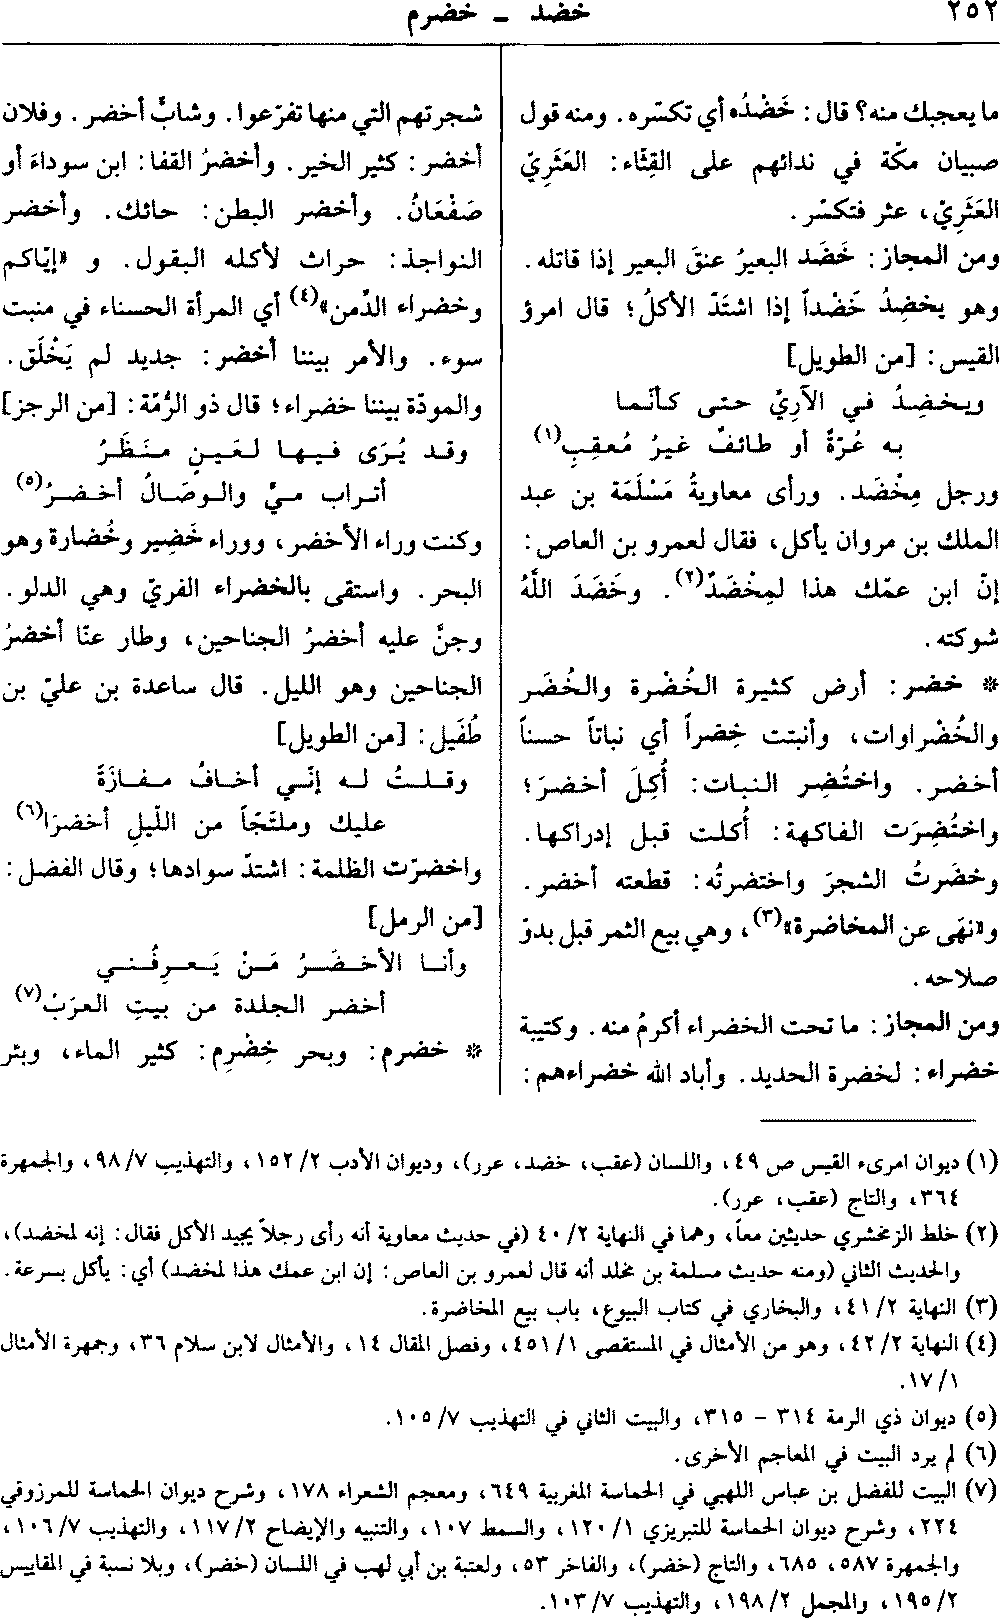 ٢٥٢
خضد - خضرم
ما يعجبك منه؟ قال: خَضْدُه أي تكسّره. ومنه قول
صبيان مكّة في ندائهم على القِثّاء: العَثَرِيّ
العَثَرِيّ، عثر فتكسّر.
ومن المجاز: خَضَد البعيرُ عنقَ البعير إذا قاتله.
وهو يخضِدُ خَضْداً إذا اشتَدّ الأكلُ؛ قال امرؤ
القيس: [من الطويل]
ويخضِدُ في الآرِيِّ حتى كأنّما
به عُرّةٌ أو طائفٌ غيرُ مُعقِبِ(١)
ورجل مِخْضَد. ورأى معاويةُ مَسْلَمَة بن عبد
الملك بن مروان يأكل، فقال لعمرو بن العاص:
إنّ ابن عمّك هذا لمِخْضَدٌ(٢). وخَضَدَ اللَّهُ
شوكته.
* خضر: أرض كثيرة الخُضْرة والخُضَر
والخُضْراوات، وأنبتت خِضراً أي نباتاً حسناً
أخضر. واختُضِر النبات: أُكِلَ أخضرَ؛
واختُضِرَت الفاكهة: أُكلت قبل إدراكها.
وخضَرتُ الشجرَ واختضرتُه: قطعته أخضر.
و«نهَى عن المخاضرة»(٣)، وهي بيع الثمر قبل بدوّ
صلاحه.
ومن المجاز: ما تحت الخضراء أكرمُ منه. وكتيبة
خضراء: لخضرة الحديد. وأباد الله خضراءهم:
شجرتهم التي منها تفرّعوا. وشابٌّ أخضر. وفلان
أخضر: كثير الخير. وأخضرُ القفا: ابن سوداءَ أو
صَفْعَانُ. وأخضر البطن: حائك. وأخضر
النواجذ: حراث لأكله البقول. و «إيّاكم
وخضراء الدِّمن»(٤) أي المرأة الحسناء في منبت
سوء. والأمر بيننا أخضر: جديد لم يَخْلَق.
والمودّة بيننا خضراء؛ قال ذو الرُّمّة: [من الرجز]
وقد يُرَى فيها لعَينٍ منَظَرُ
أتراب ميٍّ والوِصَالُ أخضرُ(٥)
وكنت وراء الأخضر، ووراء خَضِير وخُضارة وهو
البحر. واستقى بالخضراء الفريّ وهي الدلو.
وجنَّ عليه أخضرُ الجناحين، وطار عنّا أخضرُ
الجناحين وهو الليل. قال ساعدة بن عليّ بن
طُفَيل: [من الطويل]
وقلتُ له إنّي أخافُ مفازَةً
عليك وملتَجّاً من اللّيلِ أخضرَا(٦)
واخضرّت الظلمة: اشتدّ سوادها؛ وقال الفضل:
[من الرمل]
وأنا الأخضَرُ مَنْ يَعرِفُني
أخضر الجلدة من بيتِ العرَبْ(٧)
* خضرم: وبحر خِضْرِم: كثير الماء، وبئر
(١) ديوان امرىء القيس ص ٤٩، واللسان (عقب، خضد، عرر)، وديوان الأدب ٢/ ١٥٢، والتهذيب ٧/ ٩٨، والجمهرة
٣٦٤، والتاج (عقب، عرر).
(٢) خلط الزمخشري حديثين معاً، وهما في النهاية ٢/ ٤٠ (في حديث معاوية أنه رأى رجلاً يجيد الأكل فقال: إنه لمخضد)،
والحديث الثاني (ومنه حديث مسلمة بن مخلد أنه قال لعمرو بن العاص: إن ابن عمك هذا لمخضد) أي: يأكل بسرعة.
(٣) النهاية ٢/ ٤١، والبخاري في كتاب البيوع، باب بيع المخاضرة.
(٤) النهاية ٢/ ٤٢، وهو من الأمثال في المستقصى ١/ ٤٥١، وفصل المقال ١٤، والأمثال لابن سلام ٣٦، وجمهرة الأمثال
١/ ١٧.
(٥) ديوان ذي الرمة ٣١٤ - ٣١٥، والبيت الثاني في التهذيب ٧/ ١٠٥.
(٦) لم يرد البيت في المعاجم الأخرى.
(٧) البيت للفضل بن عباس اللهبي في الحماسة المغربية ٦٤٩، ومعجم الشعراء ١٧٨، وشرح ديوان الحماسة للمرزوقي
٢٢٤، وشرح ديوان الحماسة للتبريزي ١/ ١٢٠، والسمط ١٠٧، والتنبيه والإيضاح ٢/ ١١٧، والتهذيب ٧/ ١٠٦،
والجمهرة ٥٨٧، ٦٨٥، والتاج (خضر)، والفاخر ٥٣، ولعتبة بن أبي لهب في اللسان (خضر)، وبلا نسبة في المقاييس
٢/ ١٩٥، والمجمل ٢/ ١٩٨، والتهذيب ٧/ ١٠٣.